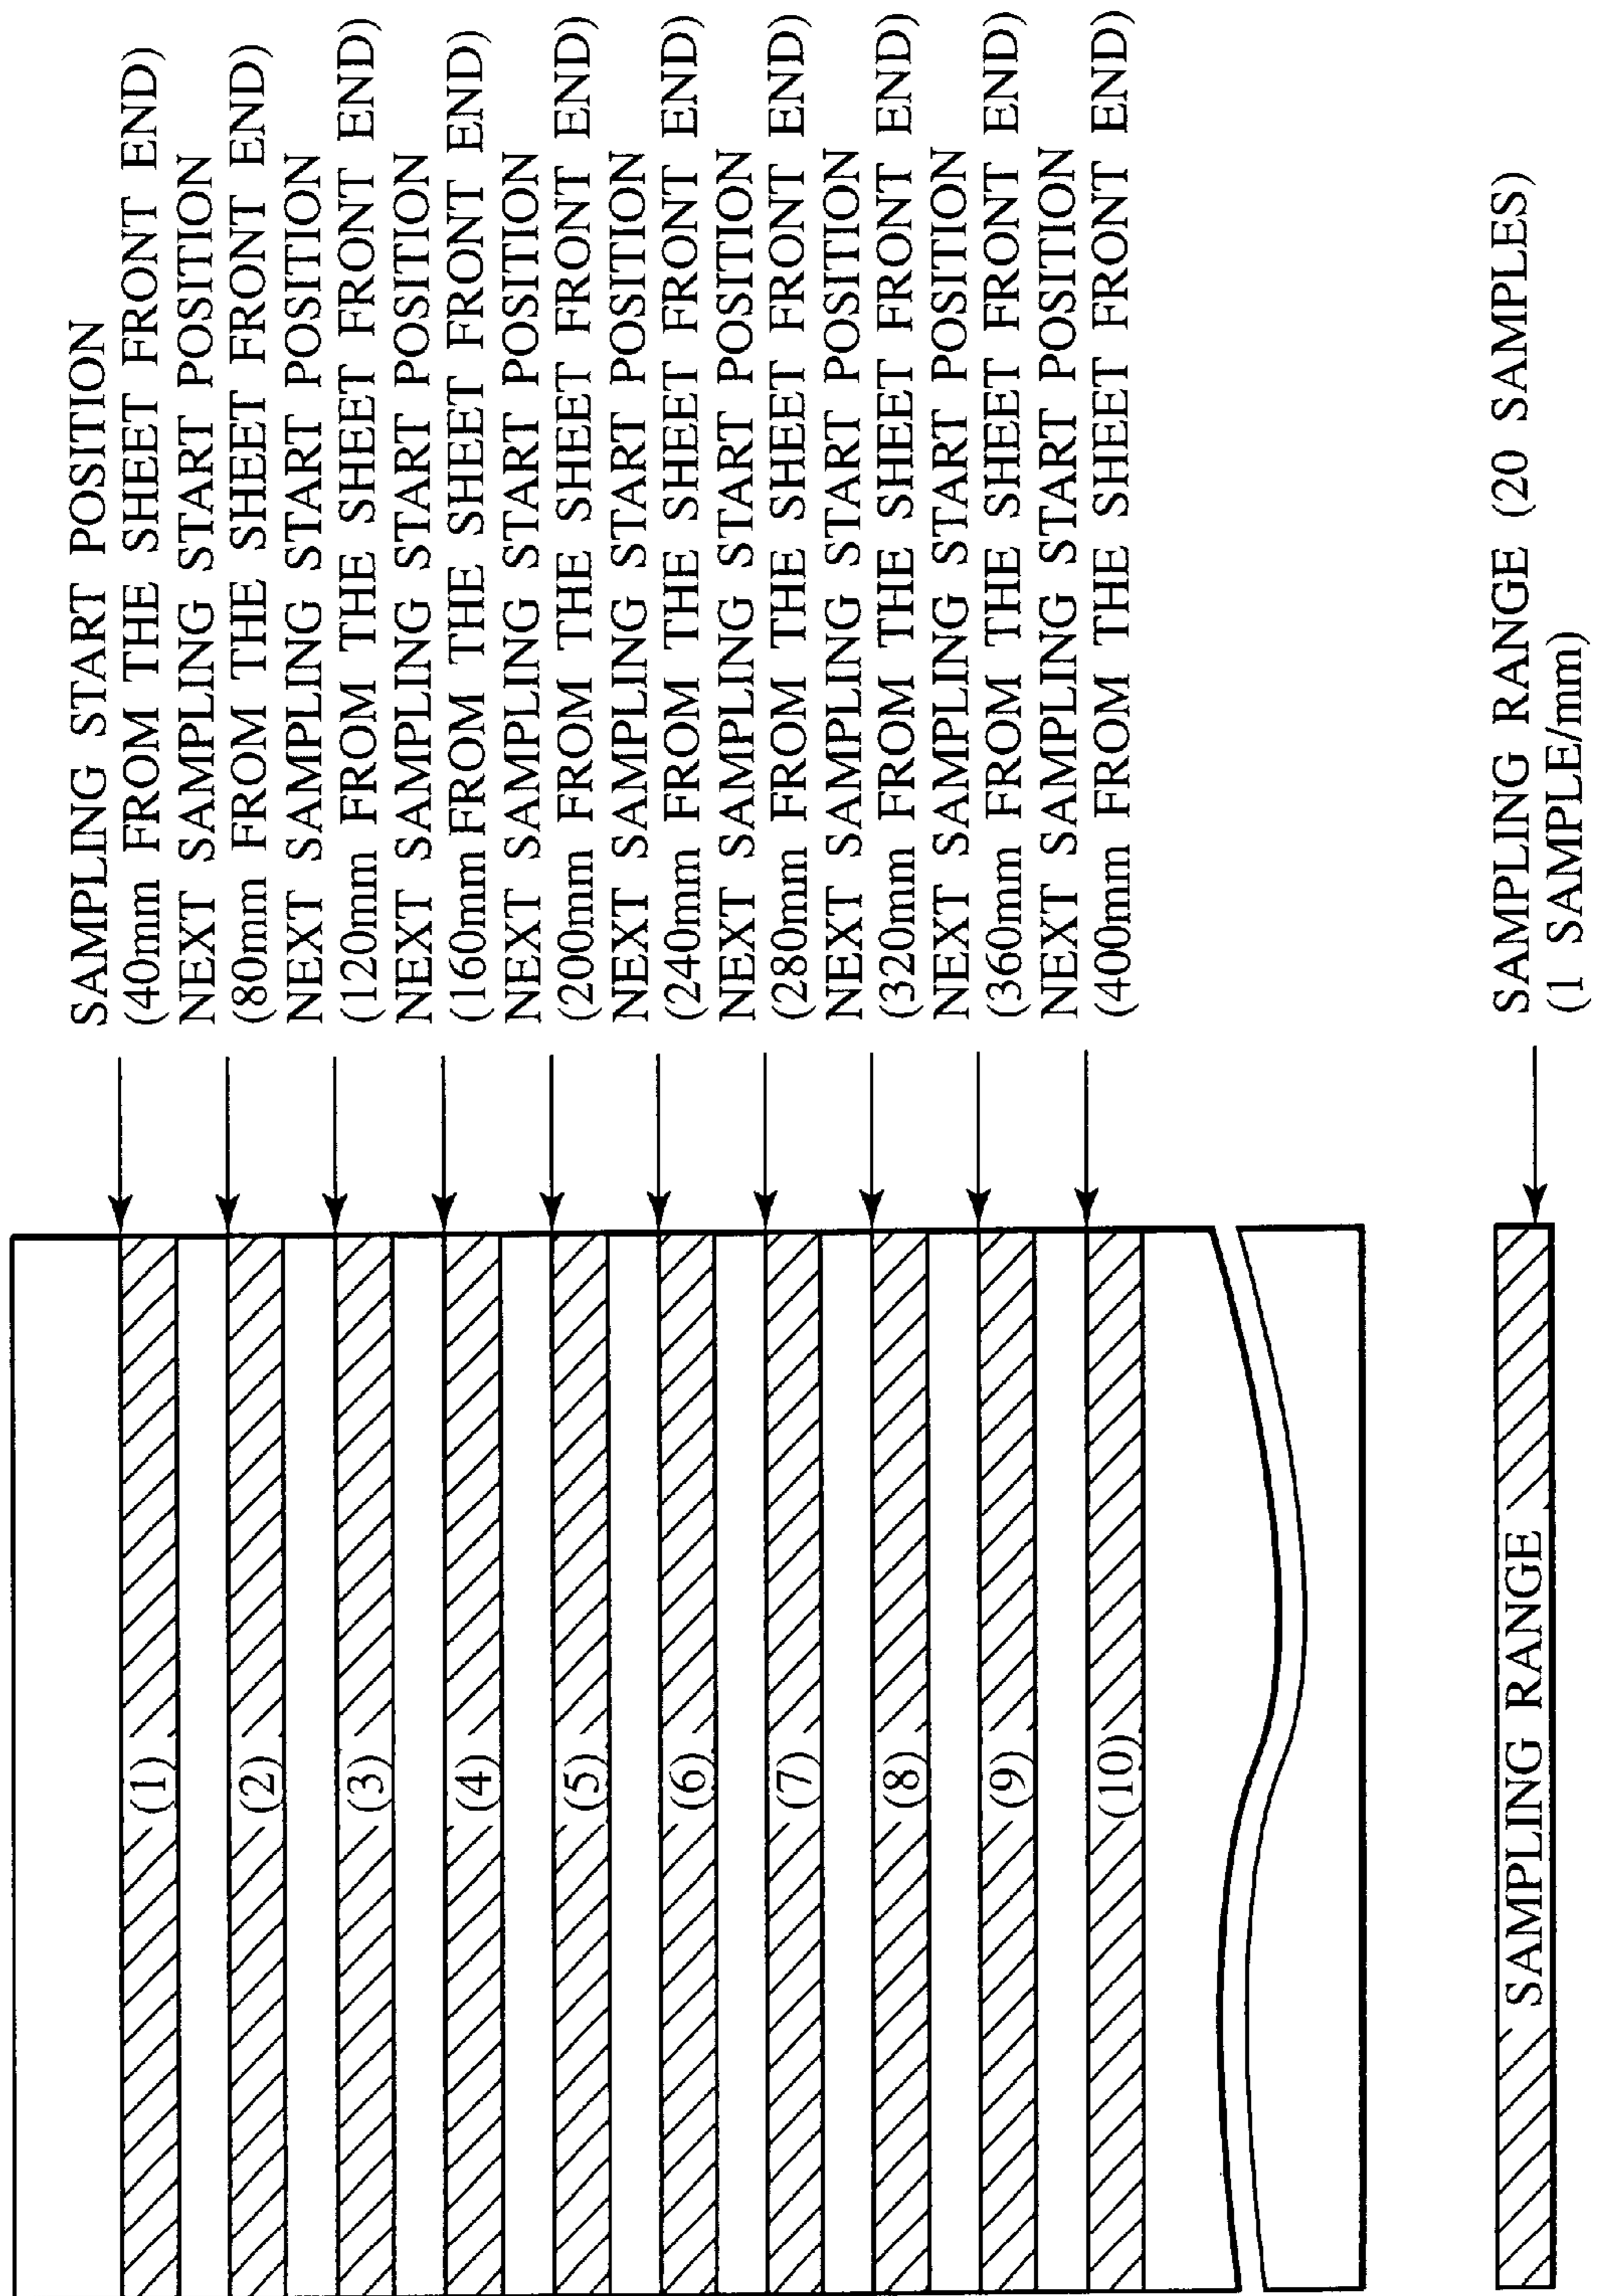 SAMPLING START POSITION
(40mm FROM THE SHEET FRONT END)
NEXT SAMPLING START POSITION
(80mm FROM THE SHEET FRONT END)
NEXT SAMPLING START POSITION
(120mm FROM THE SHEET FRONT END)
NEXT SAMPLING START POSITION
(160mm FROM THE SHEET FRONT END)
NEXT SAMPLING START POSITION
(200mm FROM THE SHEET FRONT END)
NEXT SAMPLING START POSITION
(240mm FROM THE SHEET FRONT END)
NEXT SAMPLING START POSITION
(280mm FROM THE SHEET FRONT END)
NEXT SAMPLING START POSITION
(320mm FROM THE SHEET FRONT END)
NEXT SAMPLING START POSITION
(360mm FROM THE SHEET FRONT END)
NEXT SAMPLING START POSITION
(400mm FROM THE SHEET FRONT END)
SAMPLING RANGE (20 SAMPLES)
(1 SAMPLE/mm)
(1)
(2)
(3)
(4)
(5)
(6)
(7)
(8)
(9)
(10)
SAMPLING RANGE